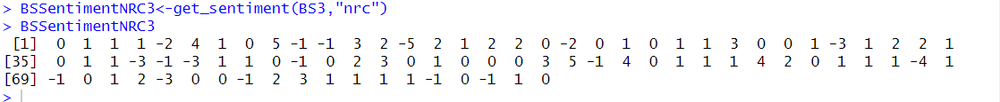 > BSSentimentNRC3<-get_sentiment(BS3,"nrc")
> BSSentimentNRC3
[1] 0 1 1 1 -2 4 1 0 5 -1 -1 3 2 -5 2 1 2 2 0 -2 0 1 0 1 1 3 0 0 1 -3 1 2 2 1
[35] 0 1 1 -3 -1 -3 1 1 0 -1 0 2 3 0 1 0 0 0 3 5 -1 4 0 1 1 1 4 2 0 1 1 1 -4 1
[69] -1 0 1 2 -3 0 0 -1 2 3 1 1 1 1 -1 0 -1 1 0
>